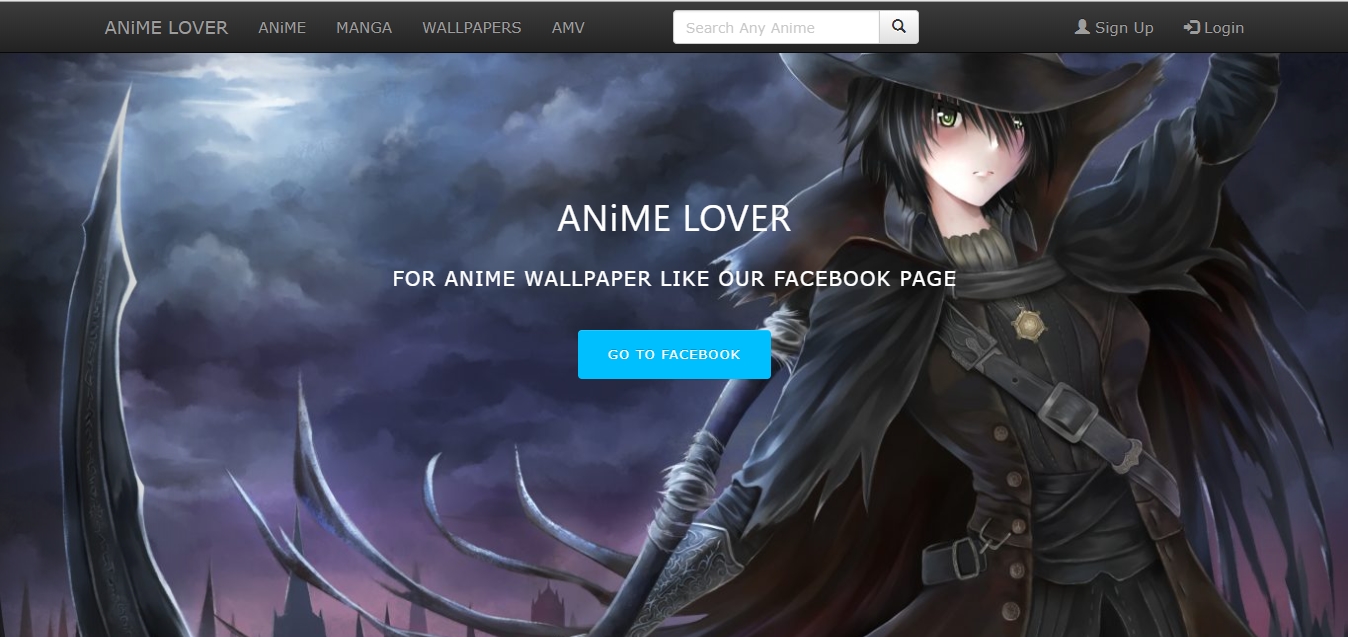 ANiME LOVER ANiME MANGA WALLPAPERS AMV Search Any Anime Sign Up Login
ANiME LOVER
FOR ANIME WALLPAPER LIKE OUR FACEBOOK PAGE
GO TO FACEBOOK